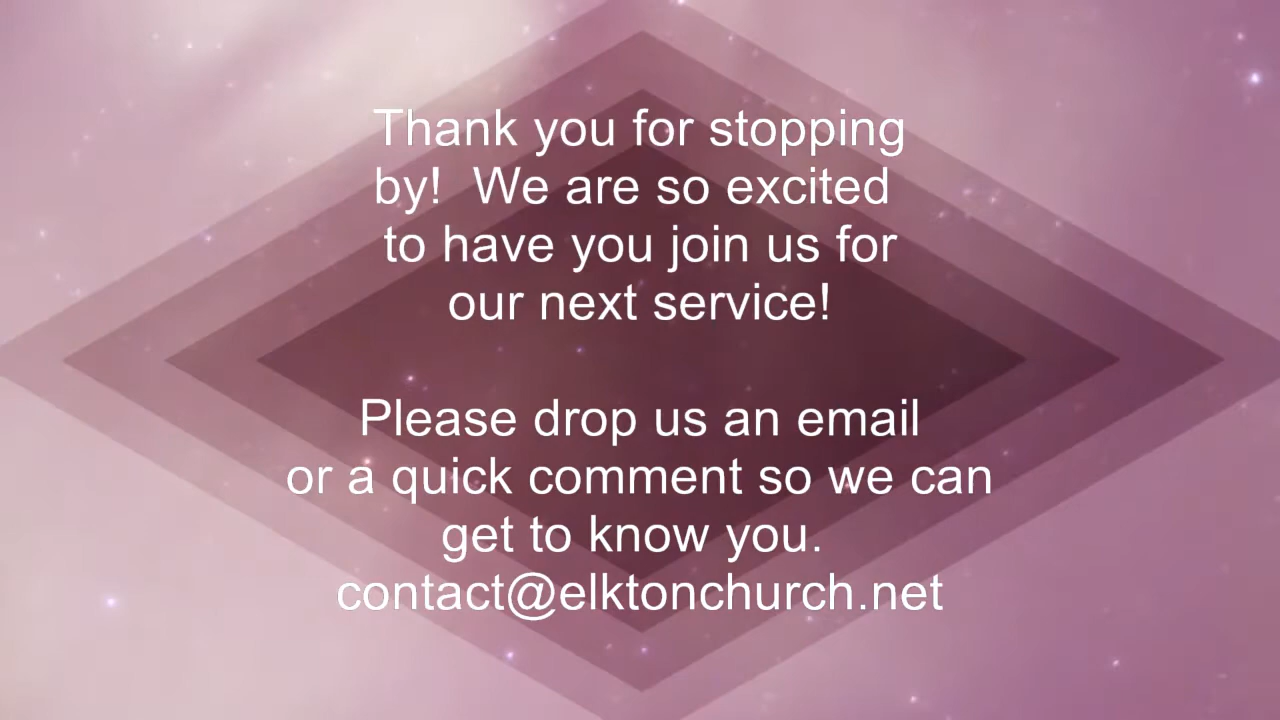 Thank you for stopping
by!  We are so excited
to have you join us for
our next service!
Please drop us an email
or a quick comment so we can
get to know you.
contact@elktonchurch.net